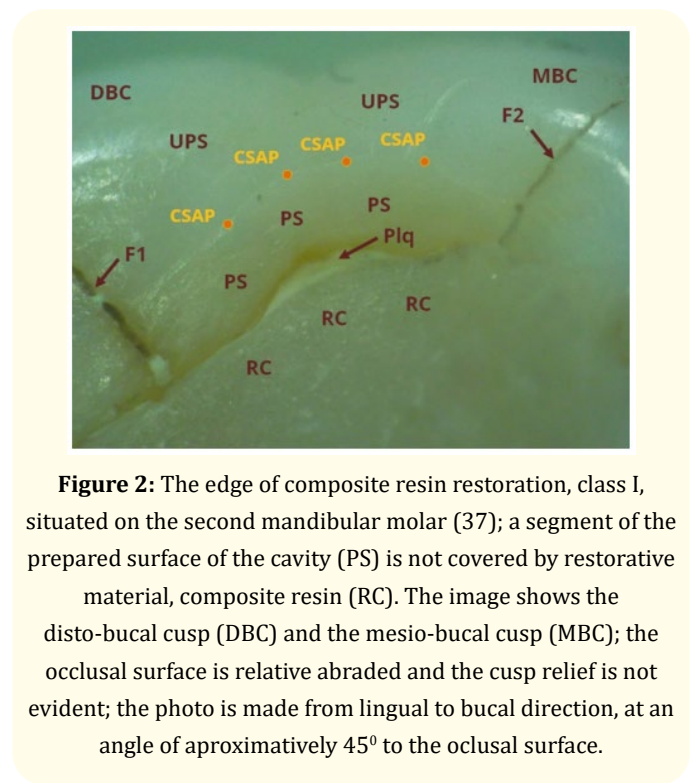 DBC
MBC
UPS
F2
UPS
CSAP
CSAP
CSAP
CSAP
PS
PS
Plq
F1
PS
RC
RC
RC
Figure 2: The edge of composite resin restoration, class I,
situated on the second mandibular molar (37); a segment of the
prepared surface of the cavity (PS) is not covered by restorative
material, composite resin (RC). The image shows the
disto-bucal cusp (DBC) and the mesio-bucal cusp (MBC); the
occlusal surface is relative abraded and the cusp relief is not
evident; the photo is made from lingual to bucal direction, at an
angle of aproximatively 45⁰ to the oclusal surface.